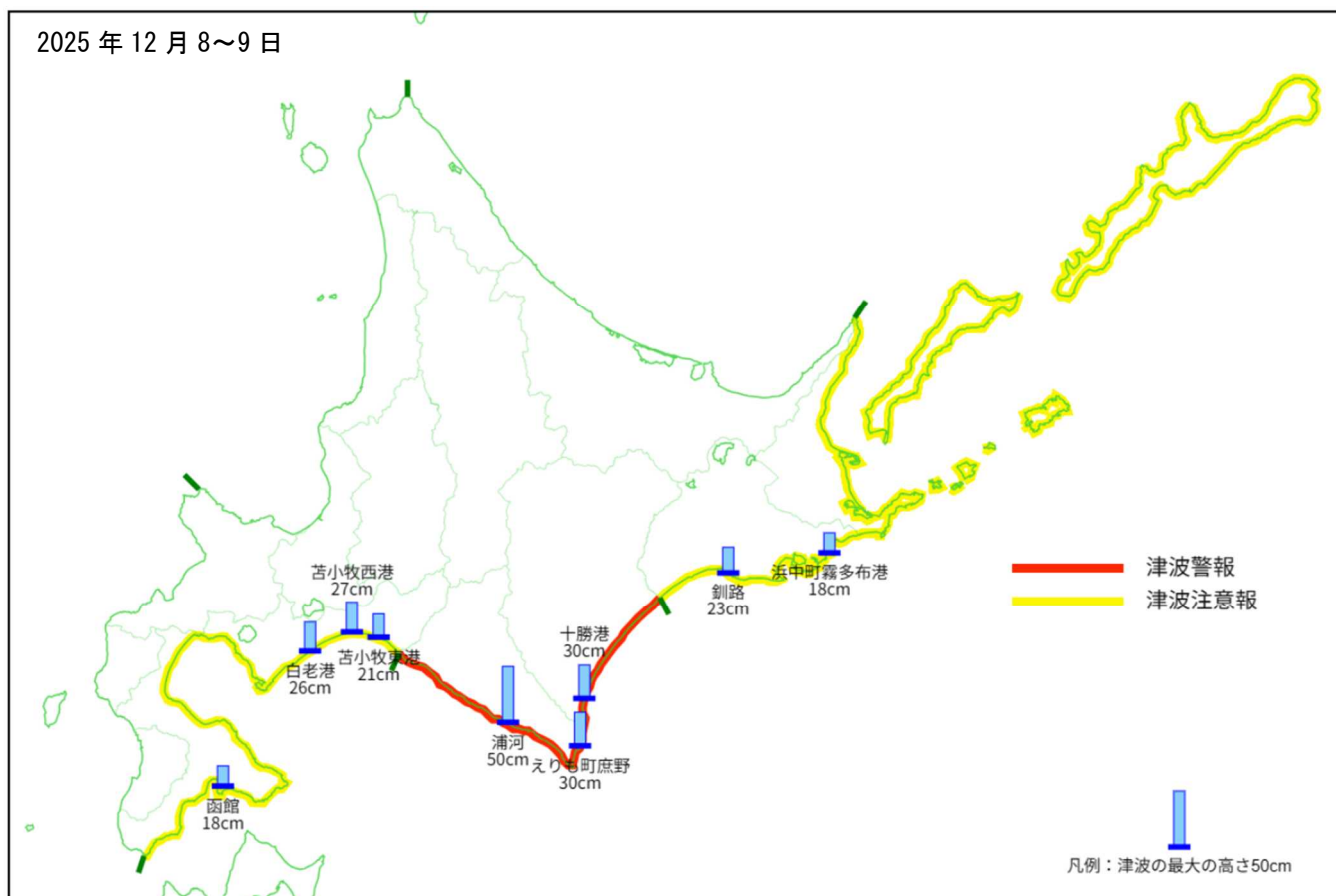 2025 年 12 月 8～9 日
苫小牧西港
27cm
白老港
26cm
苫小牧東港
21cm
浦河
50cm
十勝港
30cm
えりも町庶野
30cm
釧路
23cm
浜中町霧多布港
18cm
函館
18cm
津波警報
津波注意報
凡例：津波の最大の高さ50cm